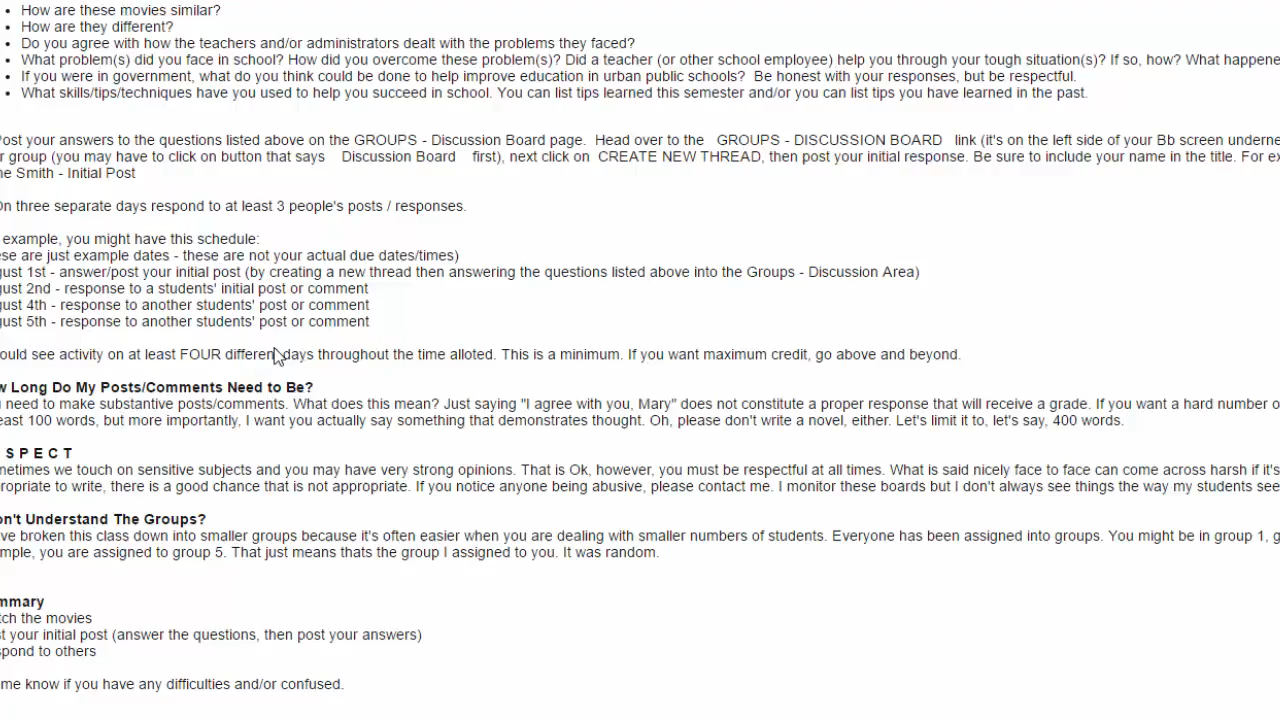 How are these movies similar?
How are they different?
Do you agree with how the teachers and/or administrators dealt with the problems they faced?
What problem(s) did you face in school? How did you overcome these problem(s)? Did a teacher (or other school employee) help you through your tough situation(s)? If so, how? What happene
If you were in government, what do you think could be done to help improve education in urban public schools?  Be honest with your responses, but be respectful.
What skills/tips/techniques have you used to help you succeed in school. You can list tips learned this semester and/or you can list tips you have learned in the past.
Post your answers to the questions listed above on the GROUPS - Discussion Board page.  Head over to the   GROUPS - DISCUSSION BOARD   link (it's on the left side of your Bb screen underne
r group (you may have to click on button that says    Discussion Board    first), next click on  CREATE NEW THREAD, then post your initial response. Be sure to include your name in the title. For ex
ne Smith - Initial Post
On three separate days respond to at least 3 people's posts / responses.
example, you might have this schedule:
ese are just example dates - these are not your actual due dates/times)
gust 1st - answer/post your initial post (by creating a new thread then answering the questions listed above into the Groups - Discussion Area)
gust 2nd - response to a students' initial post or comment
gust 4th - response to another students' post or comment
gust 5th - response to another students' post or comment
ould see activity on at least FOUR different days throughout the time alloted. This is a minimum. If you want maximum credit, go above and beyond.
w Long Do My Posts/Comments Need to Be?
need to make substantive posts/comments. What does this mean? Just saying "I agree with you, Mary" does not constitute a proper response that will receive a grade. If you want a hard number o
east 100 words, but more importantly, I want you actually say something that demonstrates thought. Oh, please don't write a novel, either. Let's limit it to, let's say, 400 words.
S P E C T
metimes we touch on sensitive subjects and you may have very strong opinions. That is Ok, however, you must be respectful at all times. What is said nicely face to face can come across harsh if it's
ropriate to write, there is a good chance that is not appropriate. If you notice anyone being abusive, please contact me. I monitor these boards but I don't always see things the way my students see
on't Understand The Groups?
ve broken this class down into smaller groups because it's often easier when you are dealing with smaller numbers of students. Everyone has been assigned into groups. You might be in group 1, g
mple, you are assigned to group 5. That just means thats the group I assigned to you. It was random.
mmary
tch the movies
t your initial post (answer the questions, then post your answers)
spond to others
me know if you have any difficulties and/or confused.